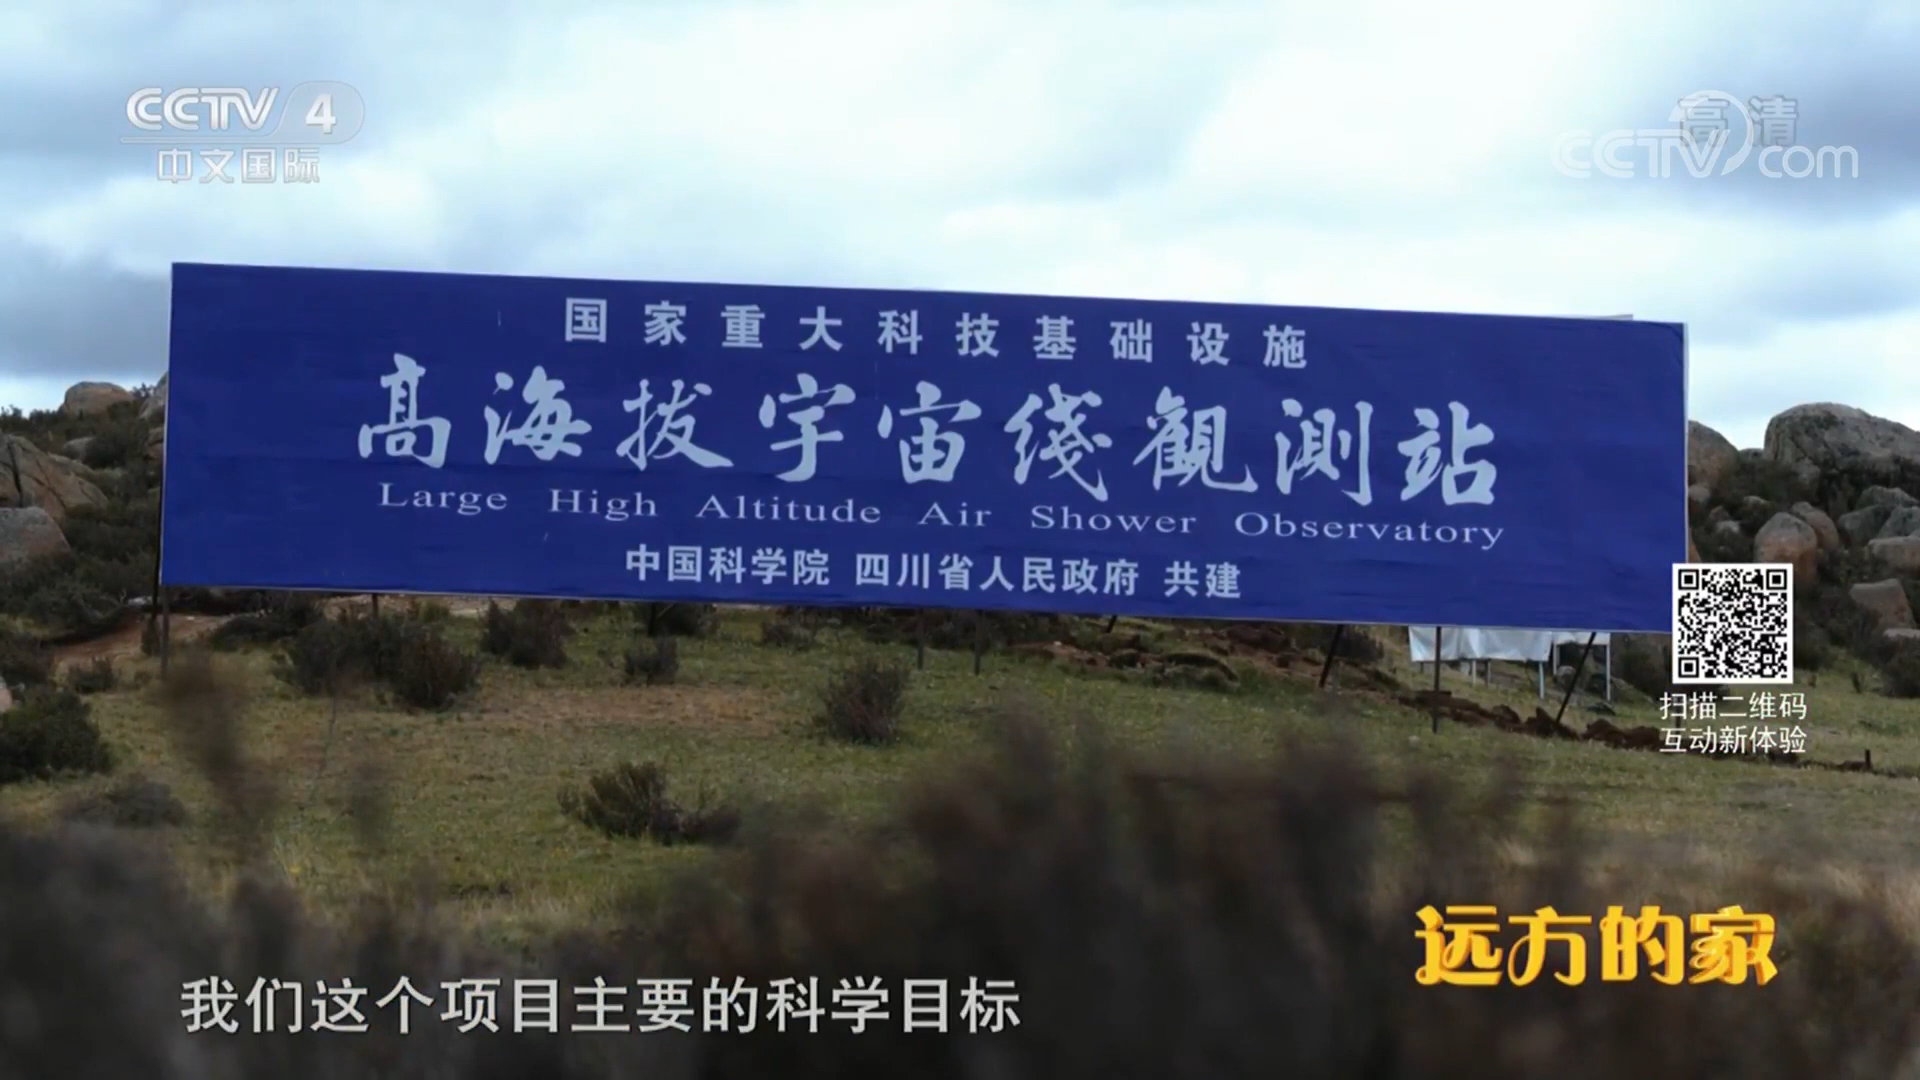 CCTV 4
中文国际
高清
CCTV com
国家重大科技基础设施
高海拔宇宙线觀测站
Large High Altitude Air Shower Observatory
中国科学院 四川省人民政府 共建
扫描二维码
互动新体验
远方的家
我们这个项目主要的科学目标